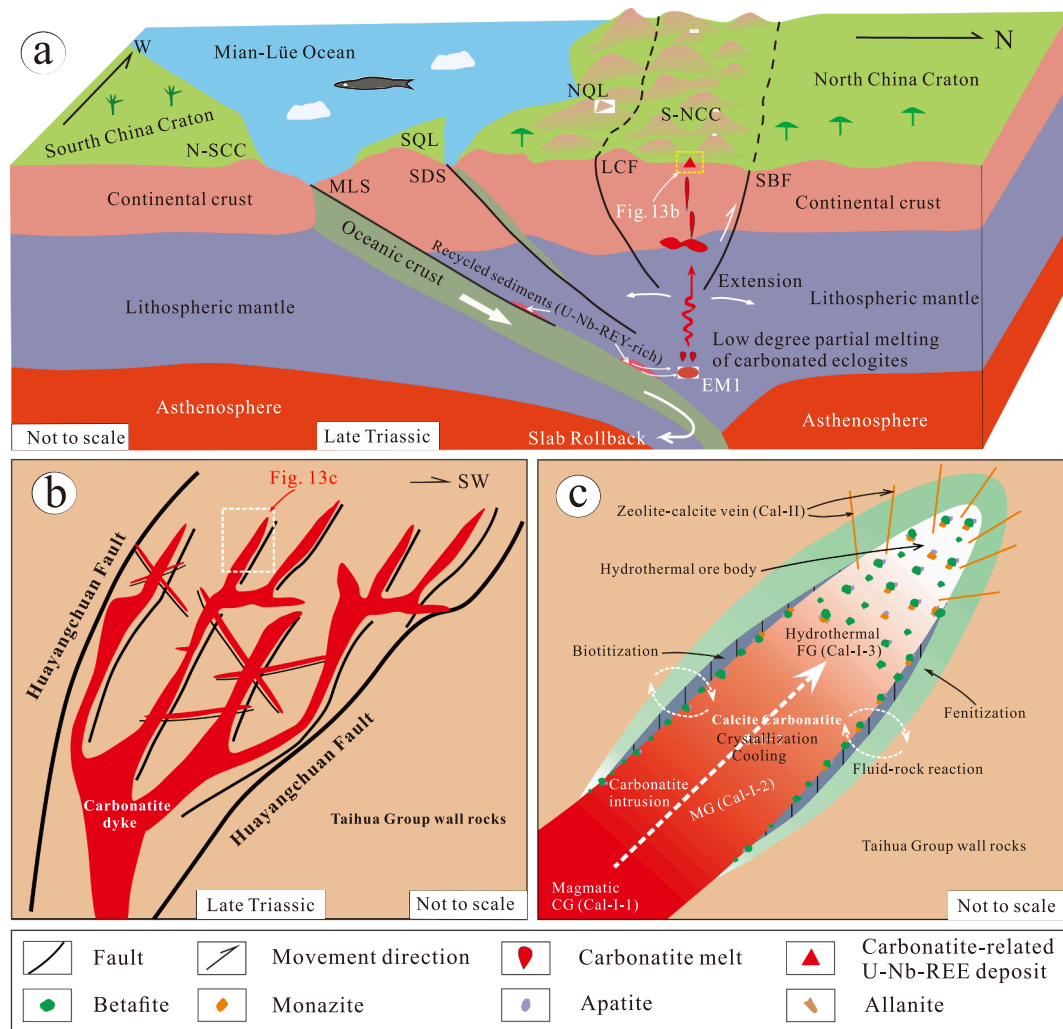 a
W
Mian-Lüe Ocean
N
Sourth China Craton
N-SCC
NQL
S-NCC
North China Craton
SQL
SDS
MLS
LCF
SBF
Fig. 13b
Continental crust
Continental crust
Oceanic crust
Recycled sediments (U-Nb-REY-rich)
Extension
Lithospheric mantle
Lithospheric mantle
Low degree partial melting
of carbonated eclogites
EM1
Asthenosphere
Asthenosphere
Not to scale
Late Triassic
Slab Rollback
b
Fig. 13c
SW
Huayangchuan Fault
Huayangchuan Fault
Carbonatite
dyke
Taihua Group wall rocks
Late Triassic
Not to scale
c
Zeolite-calcite vein (Cal-II)
Hydrothermal ore body
Biotitization
Hydrothermal
FG (Cal-I-3)
Fenitization
Calcite Carbonatite
Crystallization
Cooling
Fluid-rock reaction
Carbonatite
intrusion
MG (Cal-I-2)
Taihua Group wall rocks
Magmatic
CG (Cal-I-1)
Not to scale
Fault
Movement direction
Carbonatite melt
Carbonatite-related
U-Nb-REE deposit
Betafite
Monazite
Apatite
Allanite